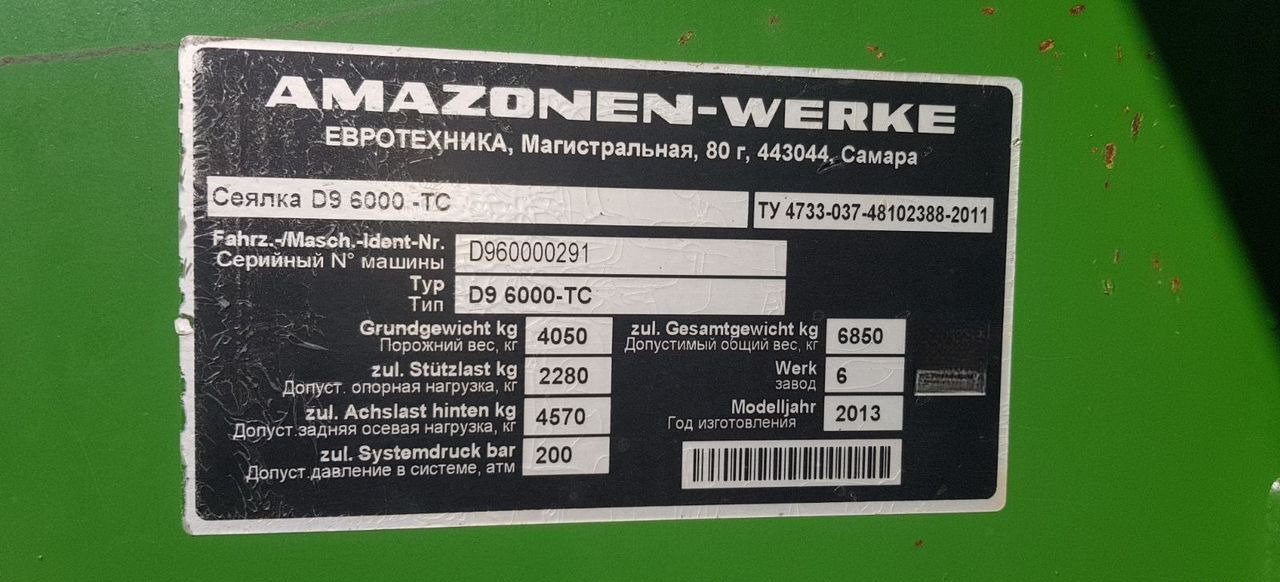 AMAZONEN-WERKE
ЕВРОТЕХНИКА, Магистральная, 80 г, 443044, Самара
Сеялка D9 6000 -TC
ТУ 4733-037-48102388-2011
Fahrz.-/Masch.-Ident-Nr.
Серийный N° машины
D960000291
Typ
Тип
D9 6000-TC
Grundgewicht kg
Порожний вес, кг
4050
zul. Gesamtgewicht kg
Допустимый общий вес, кг
6850
zul. Stützlast kg
Допуст. опорная нагрузка, кг
2280
Werk
завод
6
zul. Achslast hinten kg
Допуст.задняя осевая нагрузка, кг
4570
Modelljahr
Год изготовления
2013
zul. Systemdruck bar
Допуст.давление в системе, атм
200